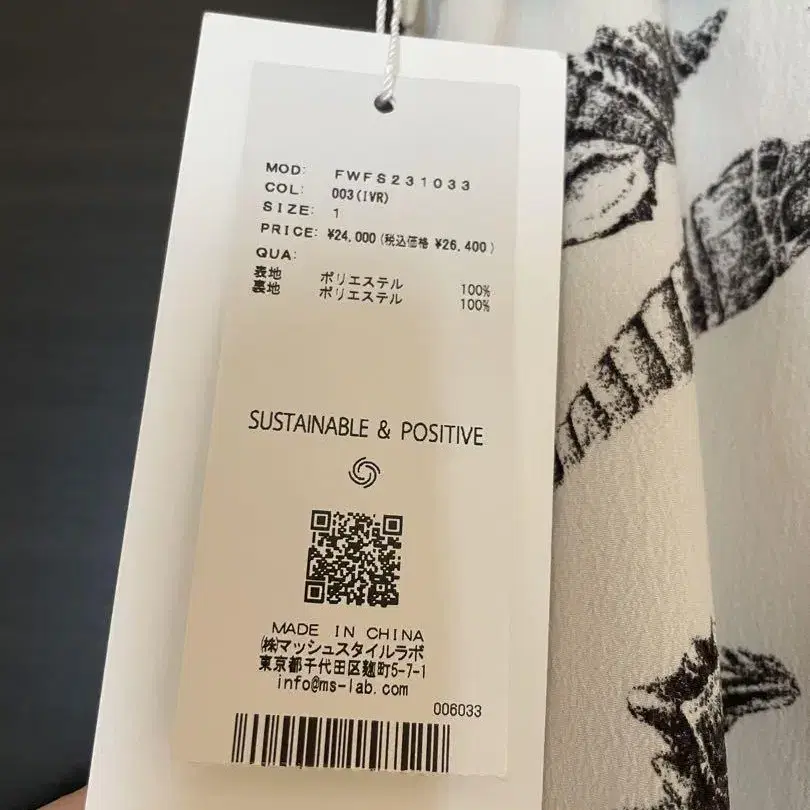 MOD: FWFS231033
COL: 003(IVR)
SIZE: 1
PRICE: ¥24,000(税込価格 ¥26,400)
QUA:
表地 ポリエステル 100%
裏地 ポリエステル 100%
SUSTAINABLE & POSITIVE
MADE IN CHINA
㈱マッシュスタイルラボ
東京都千代田区麹町5-7-1
info@ms-lab.com
006033